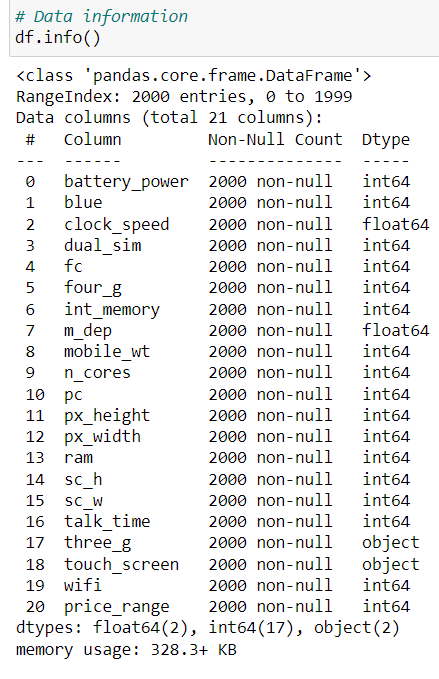 # Data information
df.info()
<class 'pandas.core.frame.DataFrame'>
RangeIndex: 2000 entries, 0 to 1999
Data columns (total 21 columns):
 #   Column         Non-Null Count  Dtype
---  ------         --------------  -----
 0   battery_power  2000 non-null   int64
 1   blue           2000 non-null   int64
 2   clock_speed    2000 non-null   float64
 3   dual_sim       2000 non-null   int64
 4   fc             2000 non-null   int64
 5   four_g         2000 non-null   int64
 6   int_memory     2000 non-null   int64
 7   m_dep          2000 non-null   float64
 8   mobile_wt      2000 non-null   int64
 9   n_cores        2000 non-null   int64
 10  pc             2000 non-null   int64
 11  px_height      2000 non-null   int64
 12  px_width       2000 non-null   int64
 13  ram            2000 non-null   int64
 14  sc_h           2000 non-null   int64
 15  sc_w           2000 non-null   int64
 16  talk_time      2000 non-null   int64
 17  three_g        2000 non-null   object
 18  touch_screen   2000 non-null   object
 19  wifi           2000 non-null   int64
 20  price_range    2000 non-null   int64
dtypes: float64(2), int64(17), object(2)
memory usage: 328.3+ KB